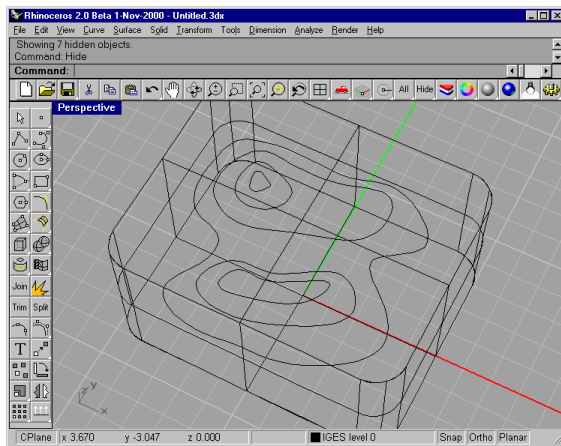 Rhinoceros 2.0 Beta 1-Nov-2000 - Untitled.3dx
File Edit View Curve Surface Solid Transform Tools Dimension Analyze Render Help
Showing 7 hidden objects.
Command: Hide
Command:
All Hide
Perspective
Join
Trim Split
T
z y
x
CPlane x 3.670 y -3.047 z 0.000 IGES level 0 Snap Ortho Planar